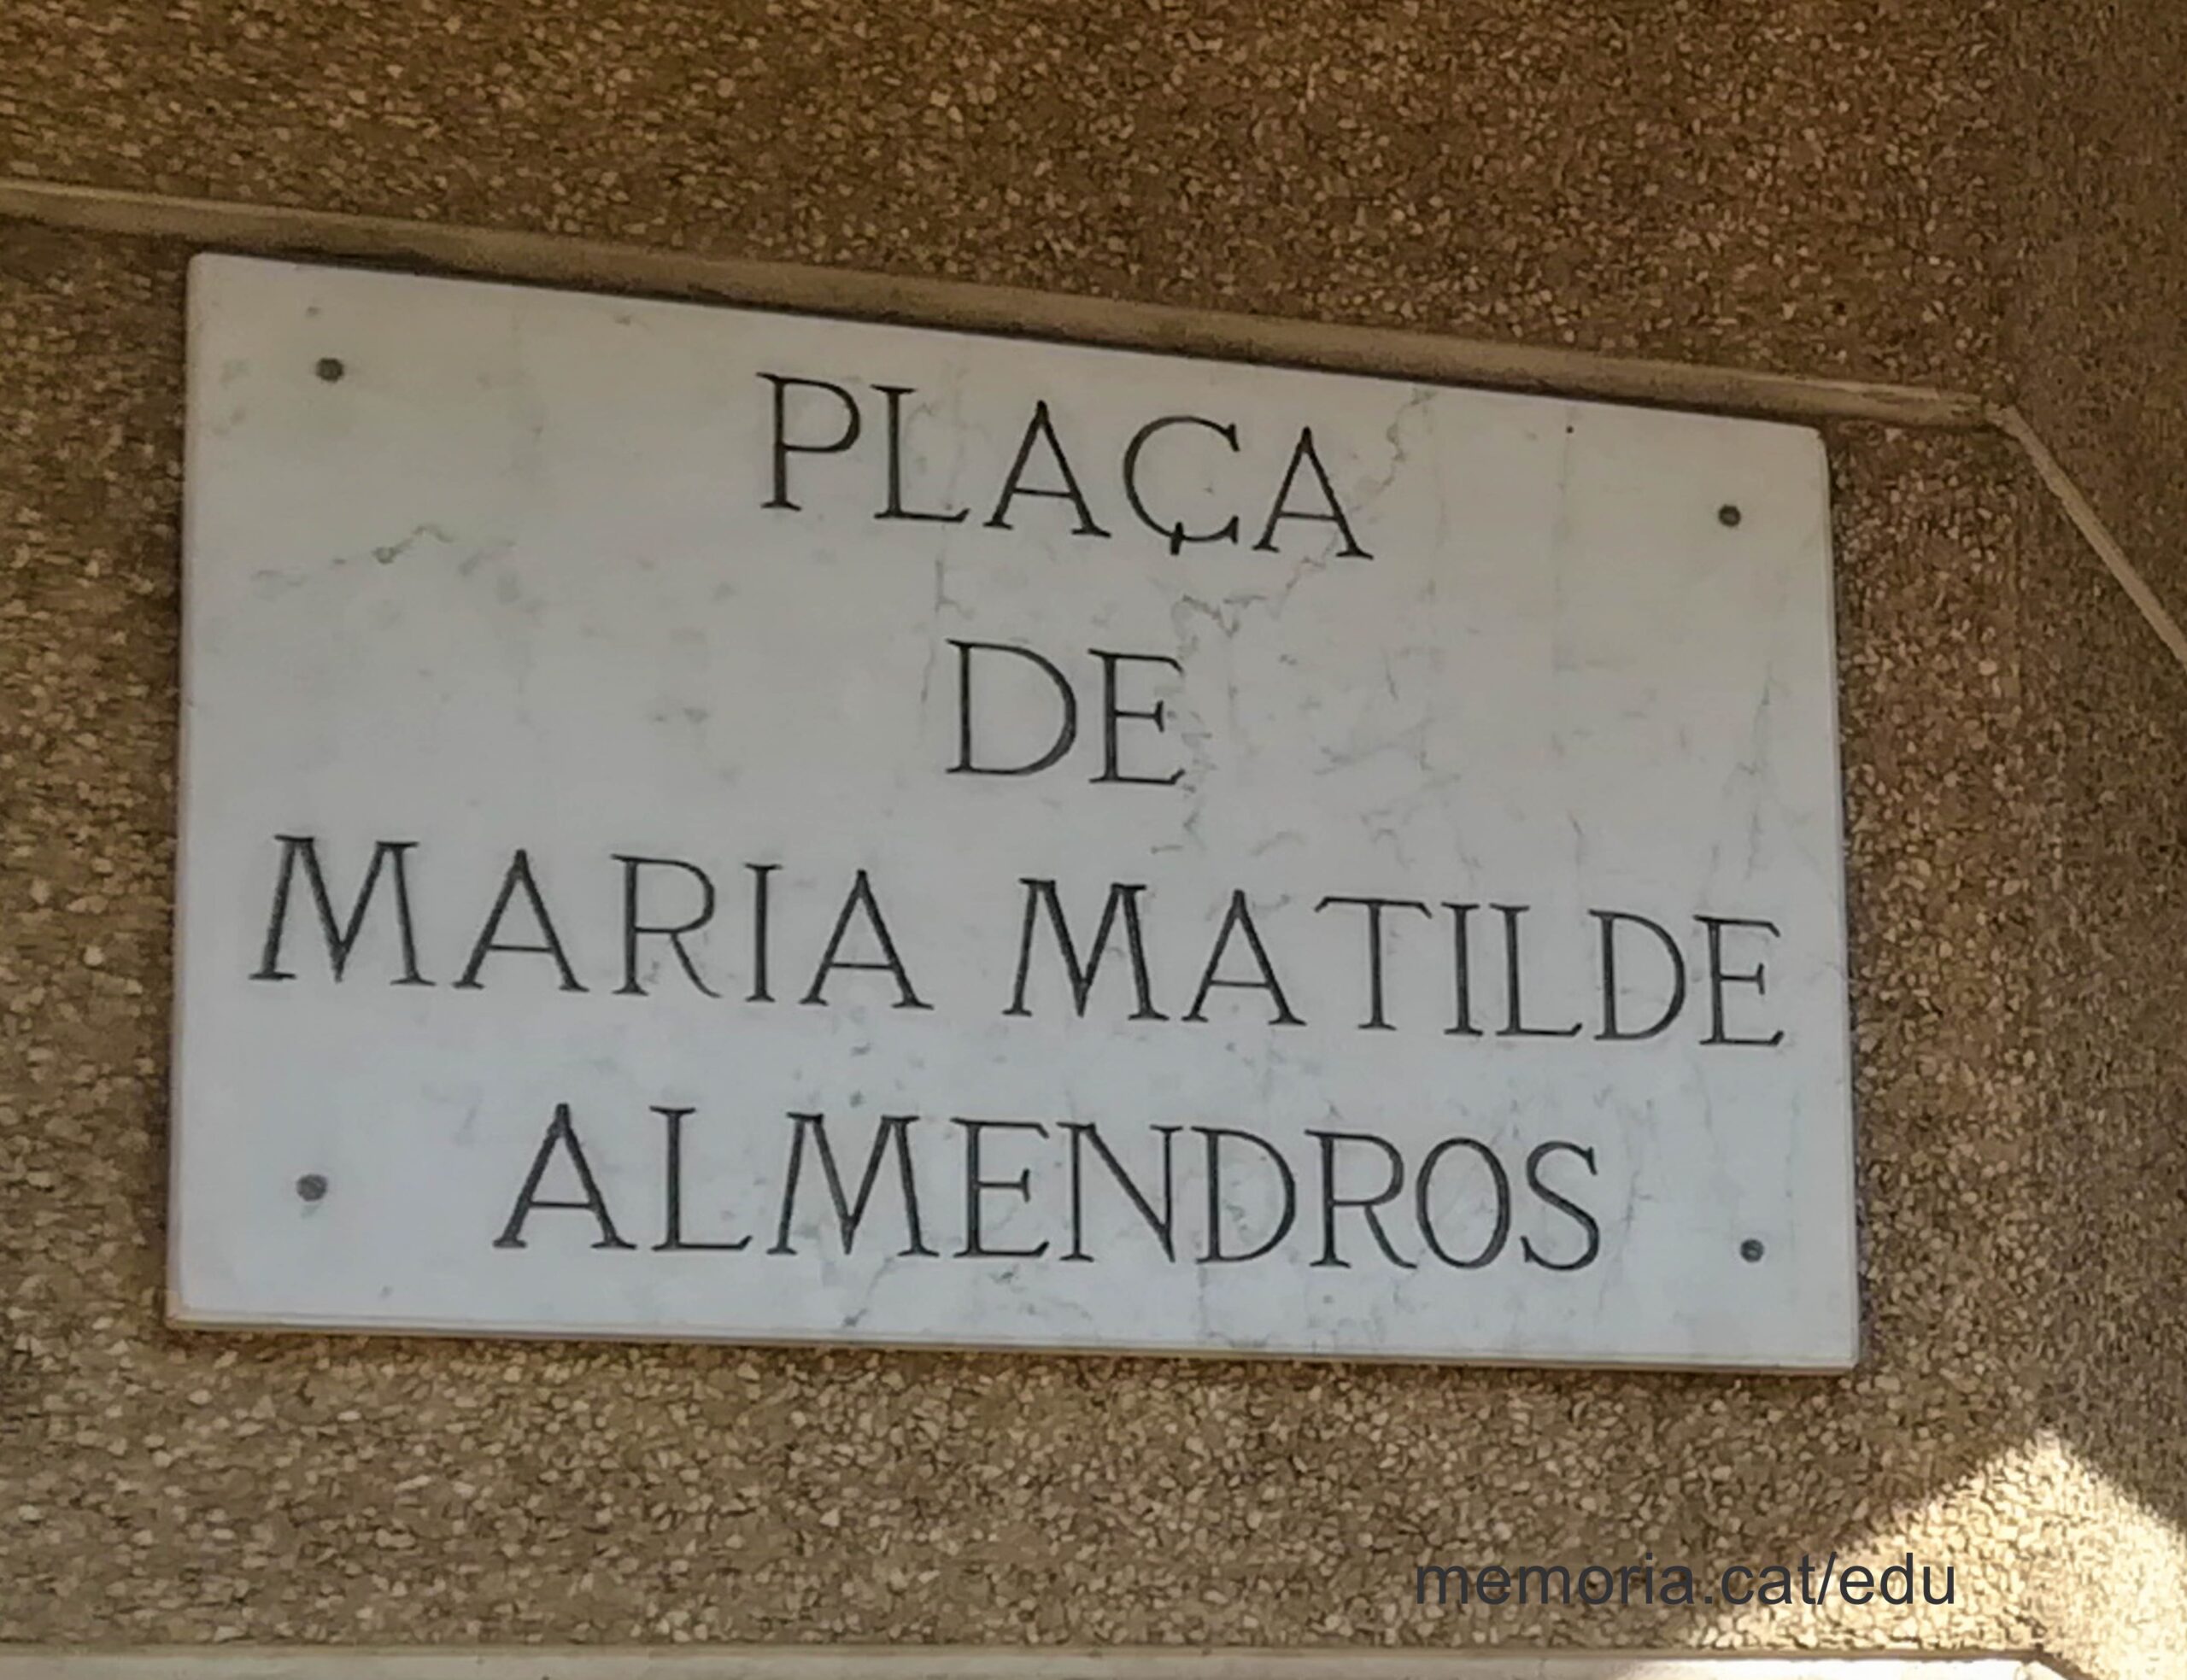 PLAÇA
DE
MARIA MATILDE
ALMENDROS
memoria.cat/edu